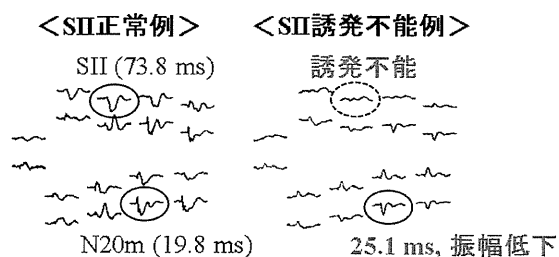 ＜SII正常例＞
＜SII誘発不能例＞
SII (73.8 ms)
誘発不能
N20m (19.8 ms)
25.1 ms, 振幅低下